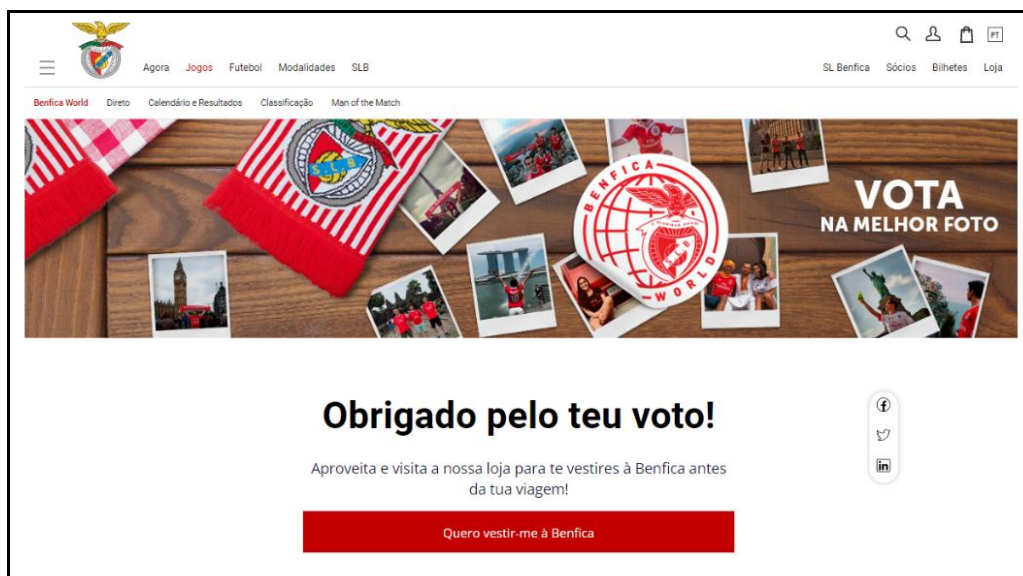 PT
Agora Jogos Futebol Modalidades SLB
SL Benfica Sócios Bilhetes Loja
Benfica World Direto Calendário e Resultados Classificação Man of the Match
S. L. B.
BENFICA
WORLD
S L B
VOTA
NA MELHOR FOTO
Obrigado pelo teu voto!
Aproveita e visita a nossa loja para te vestires à Benfica antes
da tua viagem!
Quero vestir-me à Benfica